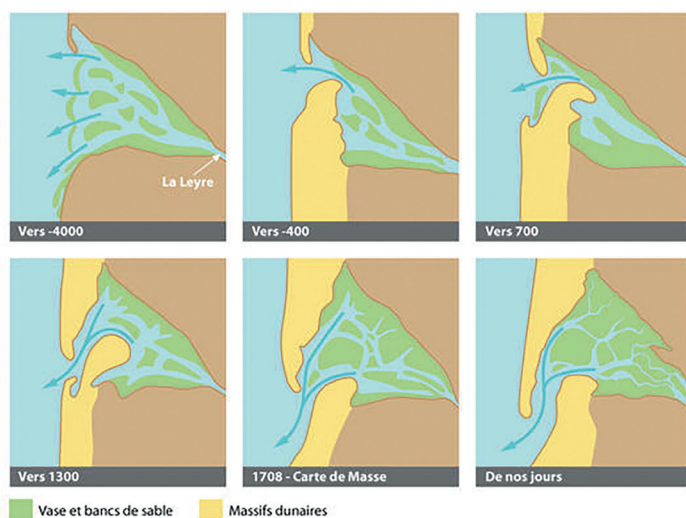 La Leyre
Vers -4000
Vers -400
Vers 700
Vers 1300
1708 - Carte de Masse
De nos jours
Vase et bancs de sable
Massifs dunaires